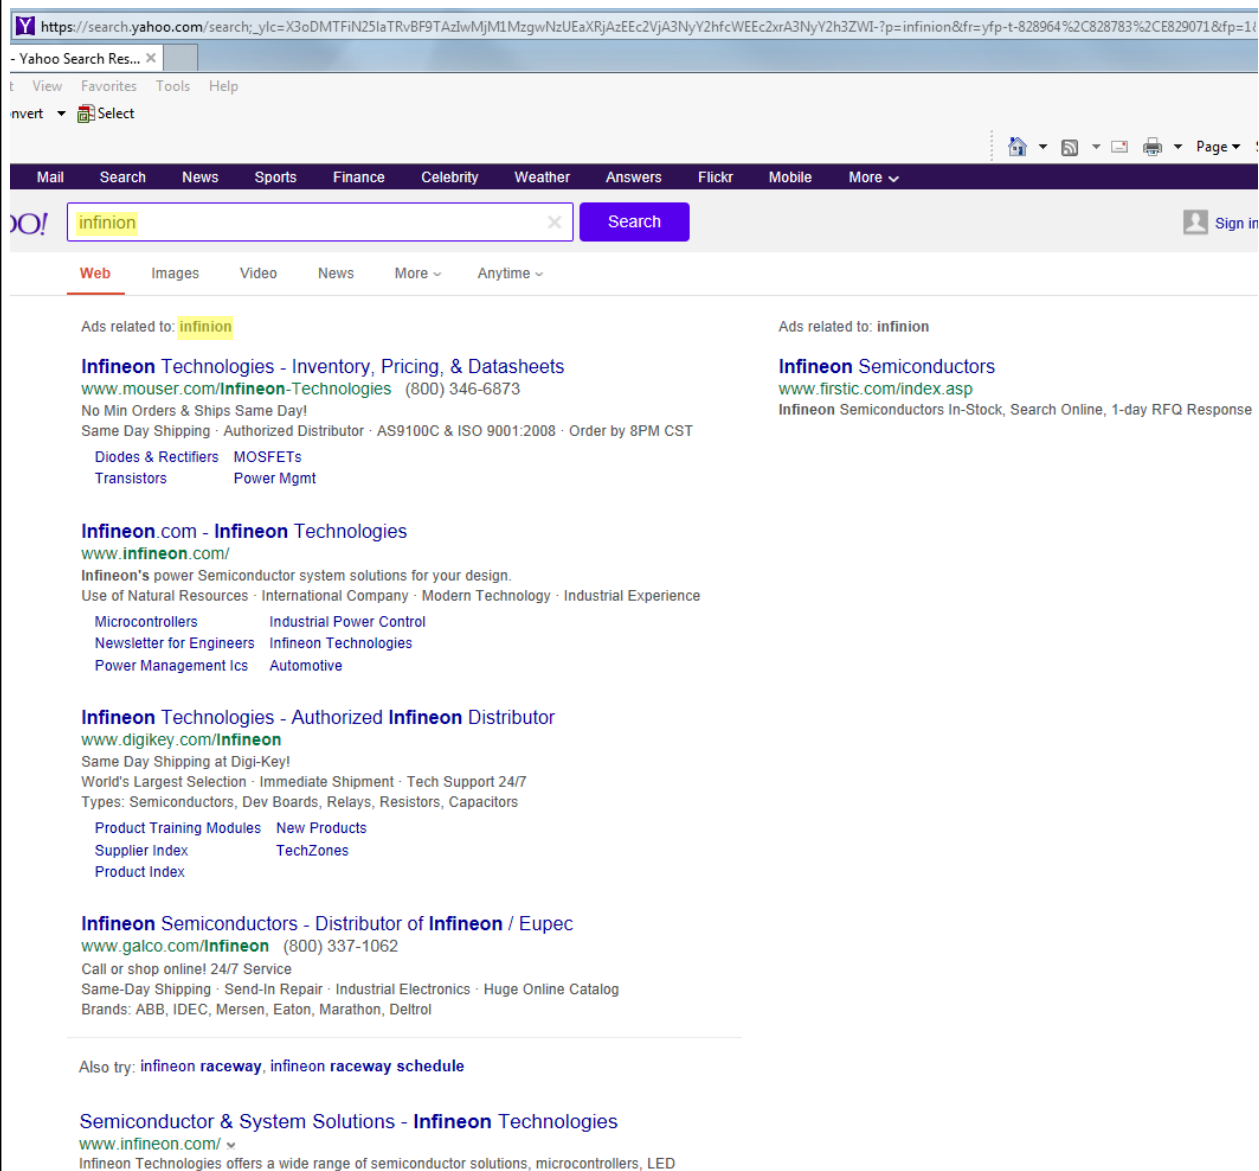 https://search.yahoo.com/search;_ylc=X3oDMTFiN25laTRvBF9TAzIwMjM1MzgwNzUEaXRjAzEEc2VjA3NyY2hfcWEEc2xrA3NyY2h3ZWI-?p=infinion&fr=yfp-t-828964%2C828783%2CE829071&fp=1
- Yahoo Search Res... ×
t View Favorites Tools Help
nvert Select
Page
Mail Search News Sports Finance Celebrity Weather Answers Flickr Mobile More
OO! infinion × Search Sign in
Web Images Video News More Anytime
Ads related to: infinion
Infineon Technologies - Inventory, Pricing, & Datasheets
www.mouser.com/Infineon-Technologies (800) 346-6873
No Min Orders & Ships Same Day!
Same Day Shipping · Authorized Distributor · AS9100C & ISO 9001:2008 · Order by 8PM CST
Diodes & Rectifiers MOSFETs
Transistors Power Mgmt
Infineon.com - Infineon Technologies
www.infineon.com/
Infineon's power Semiconductor system solutions for your design.
Use of Natural Resources · International Company · Modern Technology · Industrial Experience
Microcontrollers Industrial Power Control
Newsletter for Engineers Infineon Technologies
Power Management Ics Automotive
Infineon Technologies - Authorized Infineon Distributor
www.digikey.com/Infineon
Same Day Shipping at Digi-Key!
World's Largest Selection · Immediate Shipment · Tech Support 24/7
Types: Semiconductors, Dev Boards, Relays, Resistors, Capacitors
Product Training Modules New Products
Supplier Index TechZones
Product Index
Infineon Semiconductors - Distributor of Infineon / Eupec
www.galco.com/Infineon (800) 337-1062
Call or shop online! 24/7 Service
Same-Day Shipping · Send-In Repair · Industrial Electronics · Huge Online Catalog
Brands: ABB, IDEC, Mersen, Eaton, Marathon, Deltrol
Also try: infineon raceway, infineon raceway schedule
Semiconductor & System Solutions - Infineon Technologies
www.infineon.com/
Infineon Technologies offers a wide range of semiconductor solutions, microcontrollers, LED
Ads related to: infinion
Infineon Semiconductors
www.firstic.com/index.asp
Infineon Semiconductors In-Stock, Search Online, 1-day RFQ Response